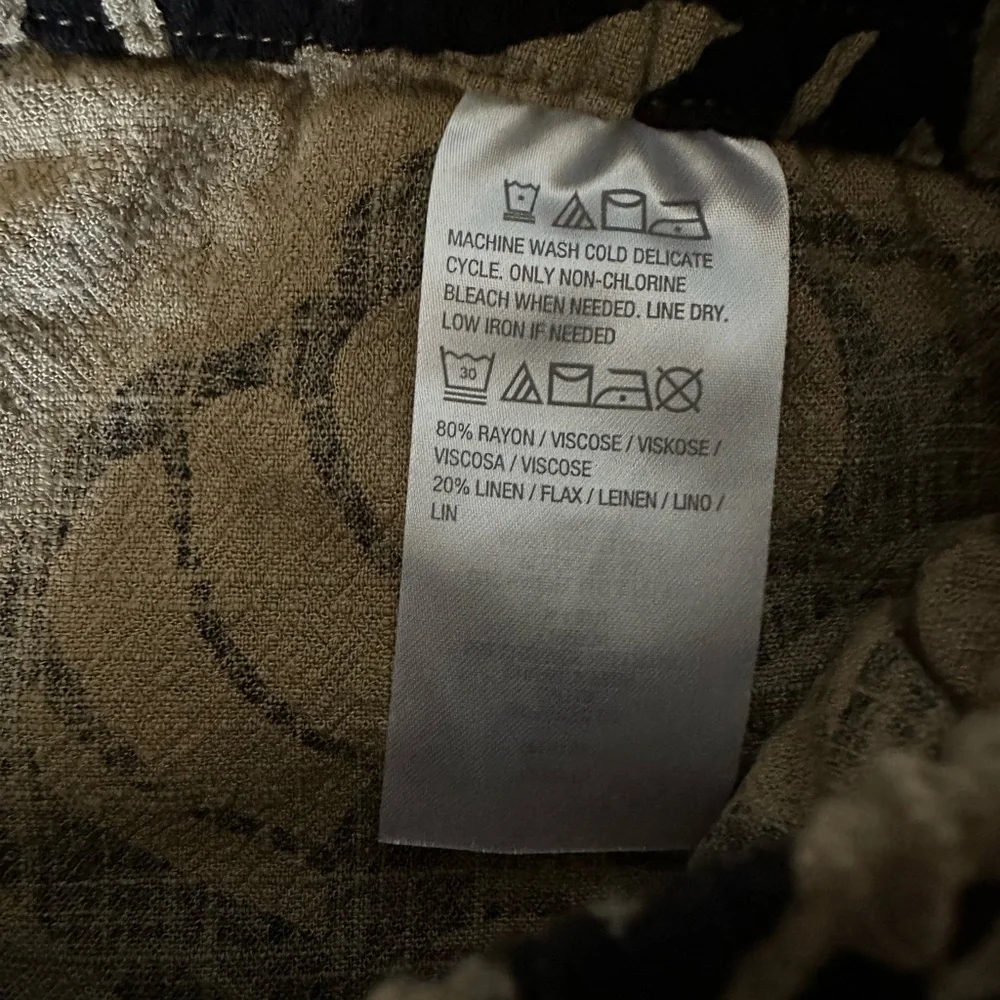 MACHINE WASH COLD DELICATE
CYCLE. ONLY NON-CHLORINE
BLEACH WHEN NEEDED. LINE DRY.
LOW IRON IF NEEDED
30
80% RAYON / VISCOSE / VISKOSE /
VISCOSA / VISCOSE
20% LINEN / FLAX / LEINEN / LINO /
LIN